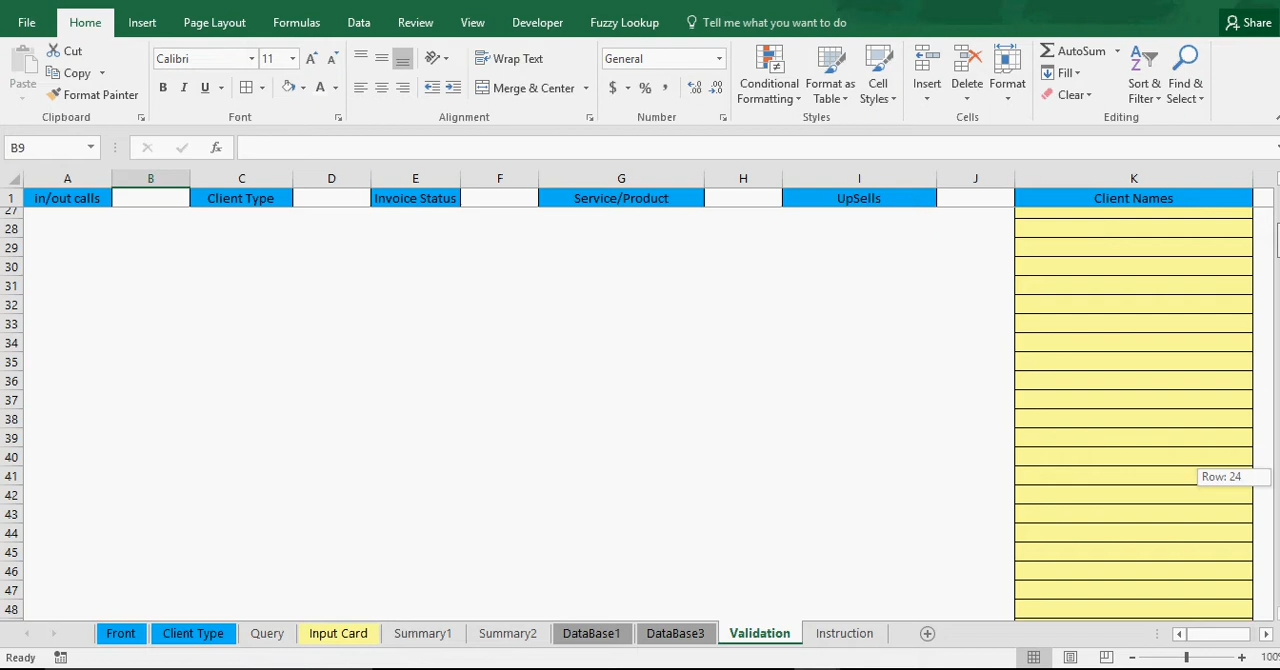 File Home Insert Page Layout Formulas Data Review View Developer Fuzzy Lookup Tell me what you want to do Share
Paste
Cut
Copy
Format Painter
Clipboard
Calibri 11
A A
B I U A
Font
Wrap Text
Merge & Center
Alignment
General
$ % ,
Number
Conditional Formatting
Format as Table
Cell Styles
Styles
Insert Delete Format
Cells
AutoSum
Fill
Clear
Sort & Filter
Find & Select
Editing
B9 fx
A B C D E F G H I J K
1 in/out calls Client Type Invoice Status Service/Product UpSells Client Names
27
28
29
30
31
32
33
34
35
36
37
38
39
40
41 Row: 24
42
43
44
45
46
47
48
Front Client Type Query Input Card Summary1 Summary2 DataBase1 DataBase3 Validation Instruction
Ready 100%